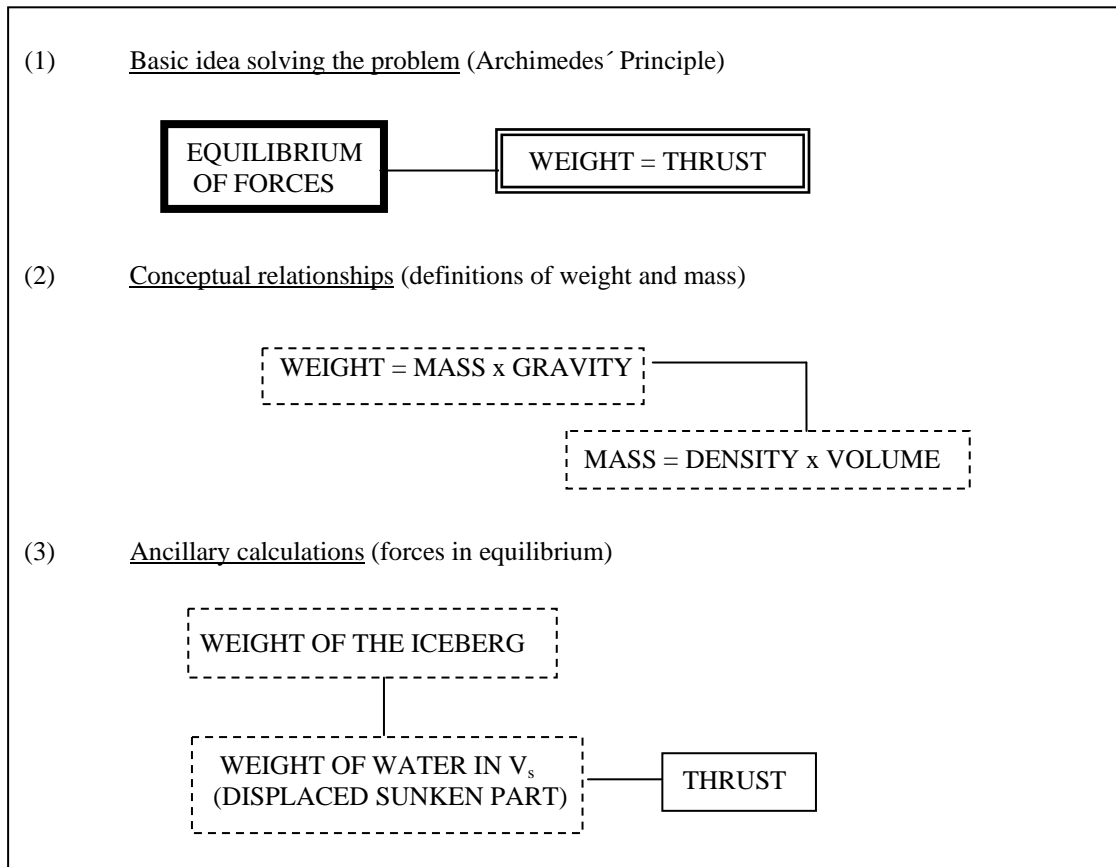 (1) Basic idea solving the problem (Archimedes´ Principle)
EQUILIBRIUM
OF FORCES
WEIGHT = THRUST
(2) Conceptual relationships (definitions of weight and mass)
WEIGHT = MASS x GRAVITY
MASS = DENSITY x VOLUME
(3) Ancillary calculations (forces in equilibrium)
WEIGHT OF THE ICEBERG
WEIGHT OF WATER IN Vs
(DISPLACED SUNKEN PART)
THRUST